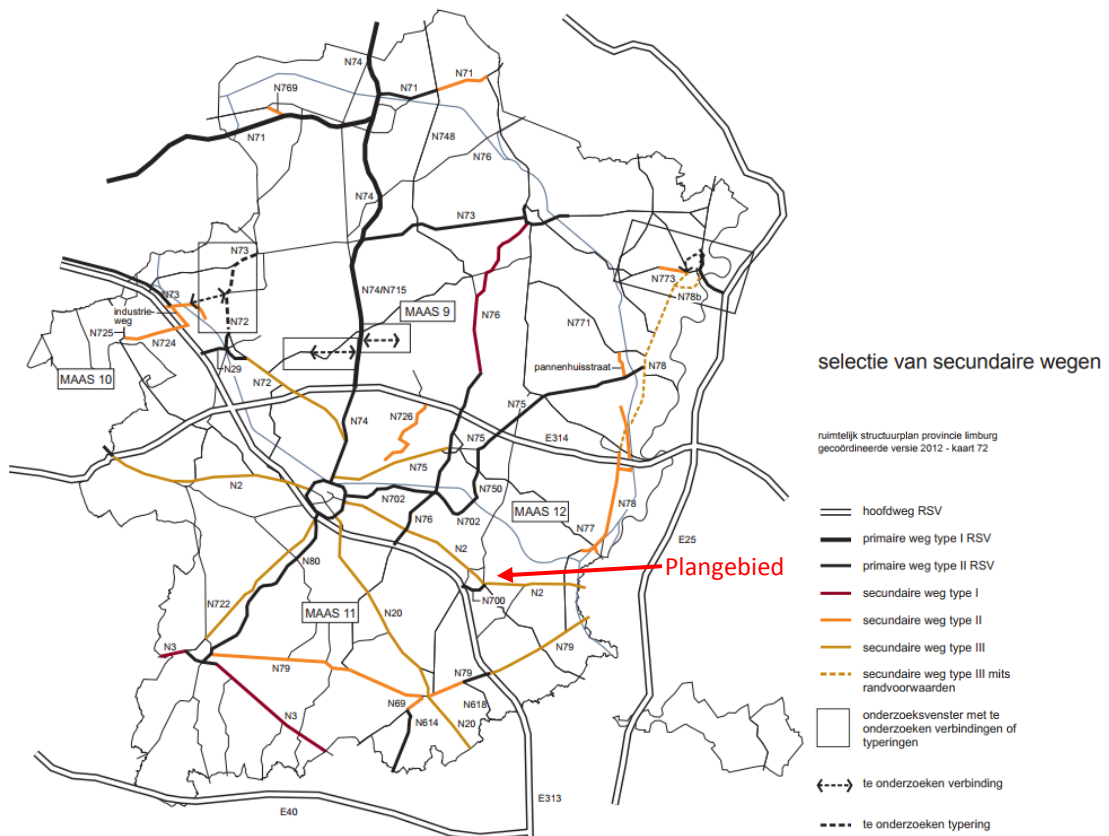 N74
N71
N71
N769
N71
N748
N76
N74
N73
N73
N73
N773
N78b
N74/N715
MAAS 9
industrie-
weg
N72
N76
N771
N725
N724
MAAS 10
N29
N72
pannenhuisstraat
N78
N726
N74
N75
N75
E314
N75
N2
N702
N750
N702
MAAS 12
N78
N76
N77
E25
N2
N80
Plangebied
N700
N2
N722
MAAS 11
N20
N3
N79
N79
N79
N69
N618
N3
N614
N20
E40
E313
selectie van secundaire wegen
ruimtelijk structuurplan provincie limburg
gecoördineerde versie 2012 - kaart 72
hoofdweg RSV
primaire weg type I RSV
primaire weg type II RSV
secundaire weg type I
secundaire weg type II
secundaire weg type III
secundaire weg type III mits
randvoorwaarden
onderzoeksvenster met te
onderzoeken verbindingen of
typeringen
te onderzoeken verbinding
te onderzoeken typering